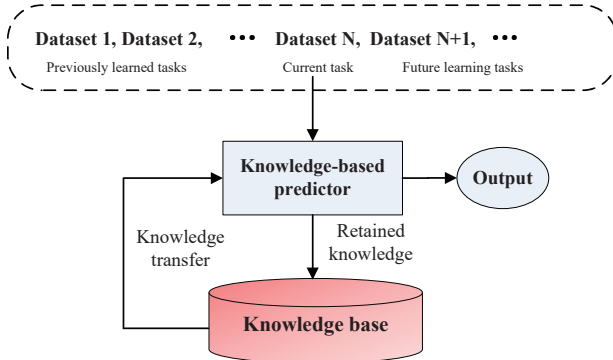 Dataset 1, Dataset 2, ••• Dataset N, Dataset N+1, •••
Previously learned tasks Current task Future learning tasks
Knowledge-based
predictor
Output
Knowledge
transfer
Retained
knowledge
Knowledge base